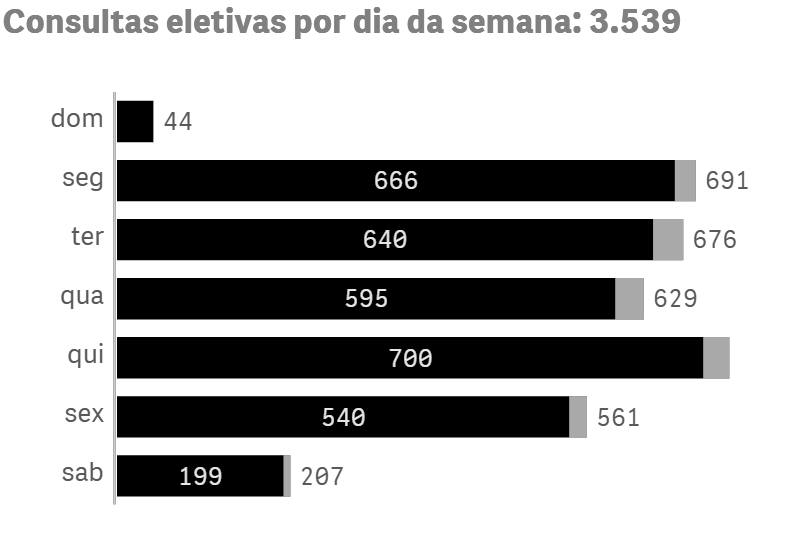 Consultas eletivas por dia da semana: 3.539
dom 44
seg 666 691
ter 640 676
qua 595 629
qui 700
sex 540 561
sab 199 207